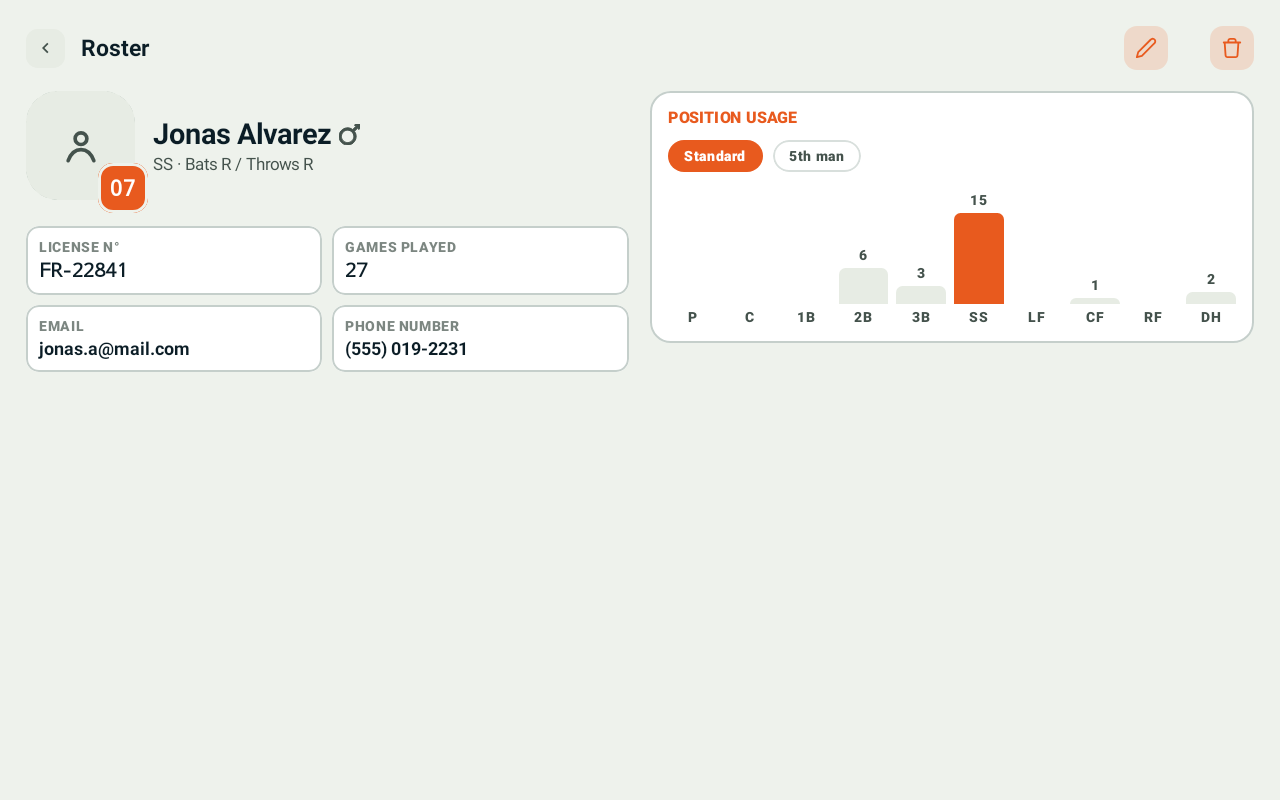 Roster
Jonas Alvarez
SS · Bats R / Throws R
07
LICENSE N°
FR-22841
GAMES PLAYED
27
EMAIL
jonas.a@mail.com
PHONE NUMBER
(555) 019-2231
POSITION USAGE
Standard
5th man
6
3
15
1
2
P
C
1B
2B
3B
SS
LF
CF
RF
DH